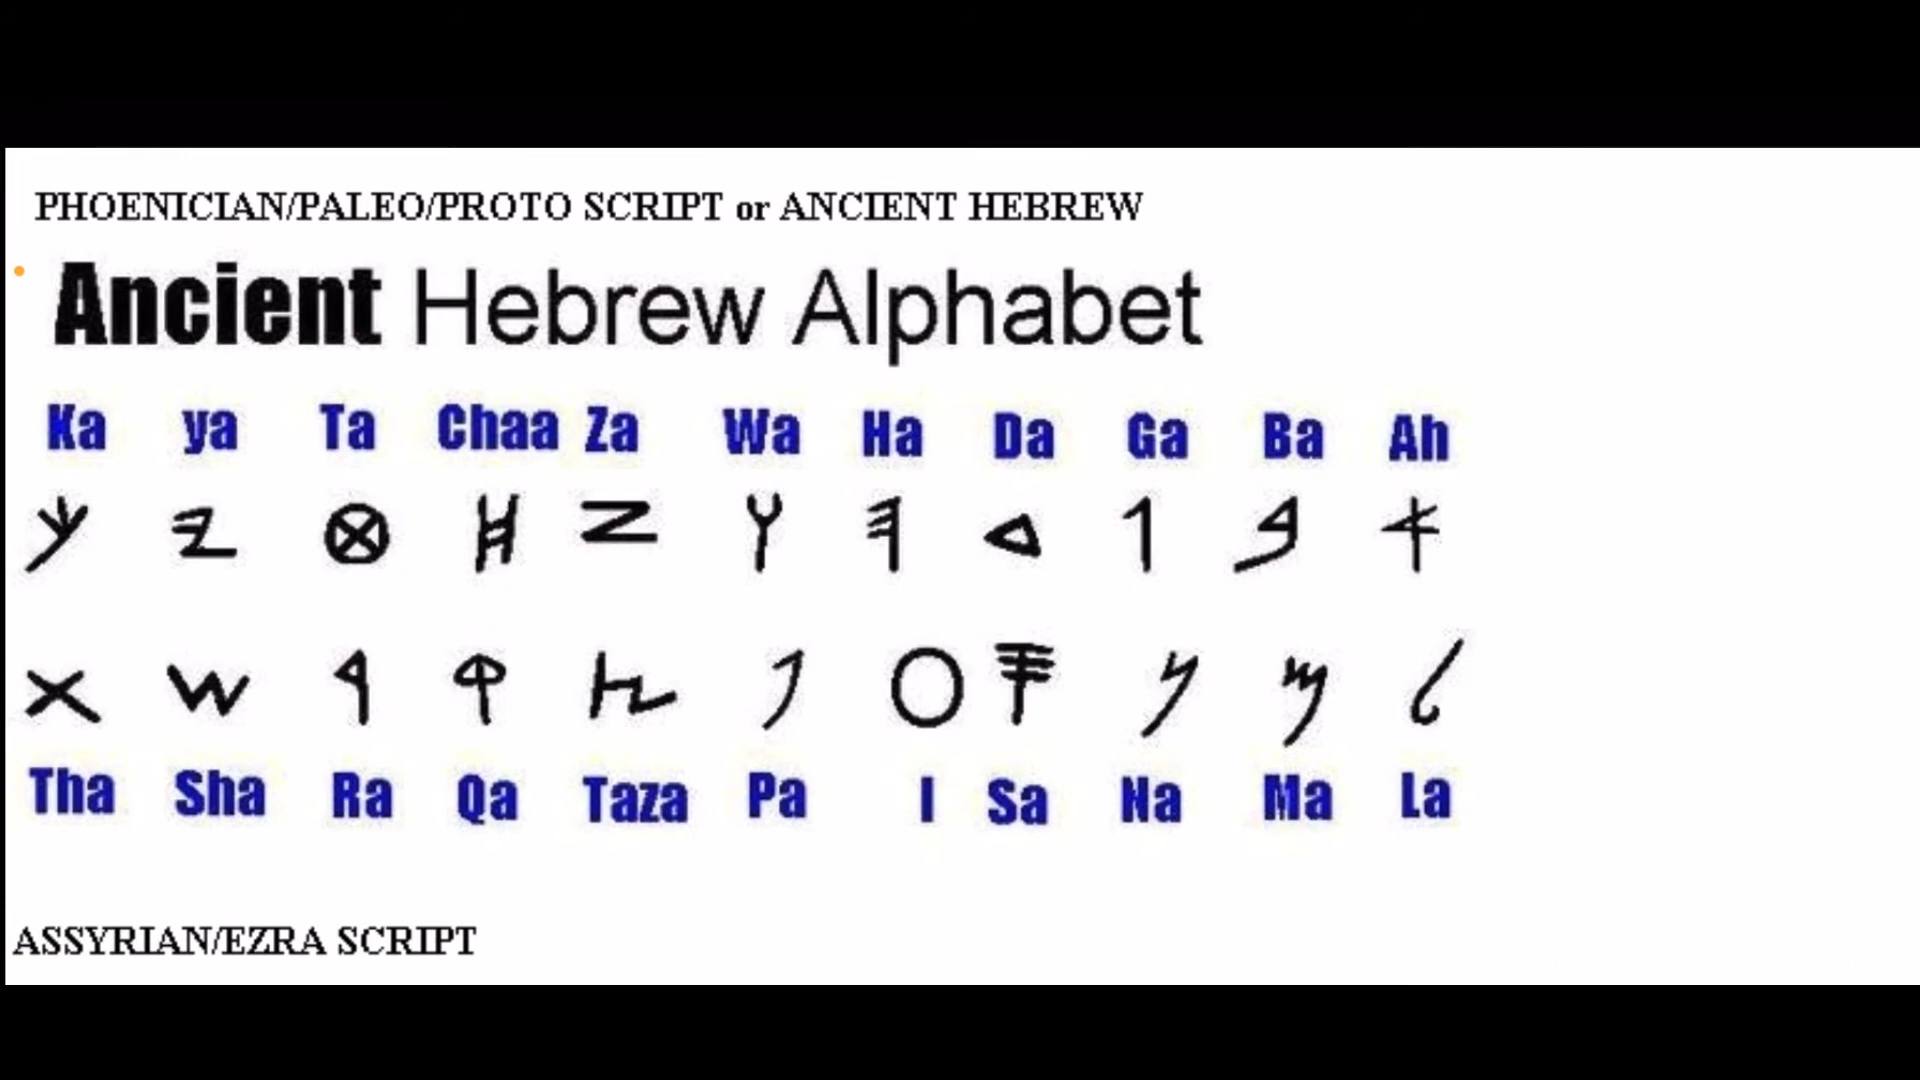 PHOENICIAN/PALEO/PROTO SCRIPT or ANCIENT HEBREW
Ancient Hebrew Alphabet
Ka ya Ta Chaa Za Wa Ha Da Ga Ba Ah
𐤊 𐤉 𐤈 𐤇 𐤆 𐤅 𐤄 𐤃 𐤂 𐤁 𐤀
𐤕 𐤔 𐤓 𐤒 𐤑 𐤐 𐤏 𐤎 𐤍 𐤌 𐤋
Tha Sha Ra Qa Taza Pa I Sa Na Ma La
ASSYRIAN/EZRA SCRIPT